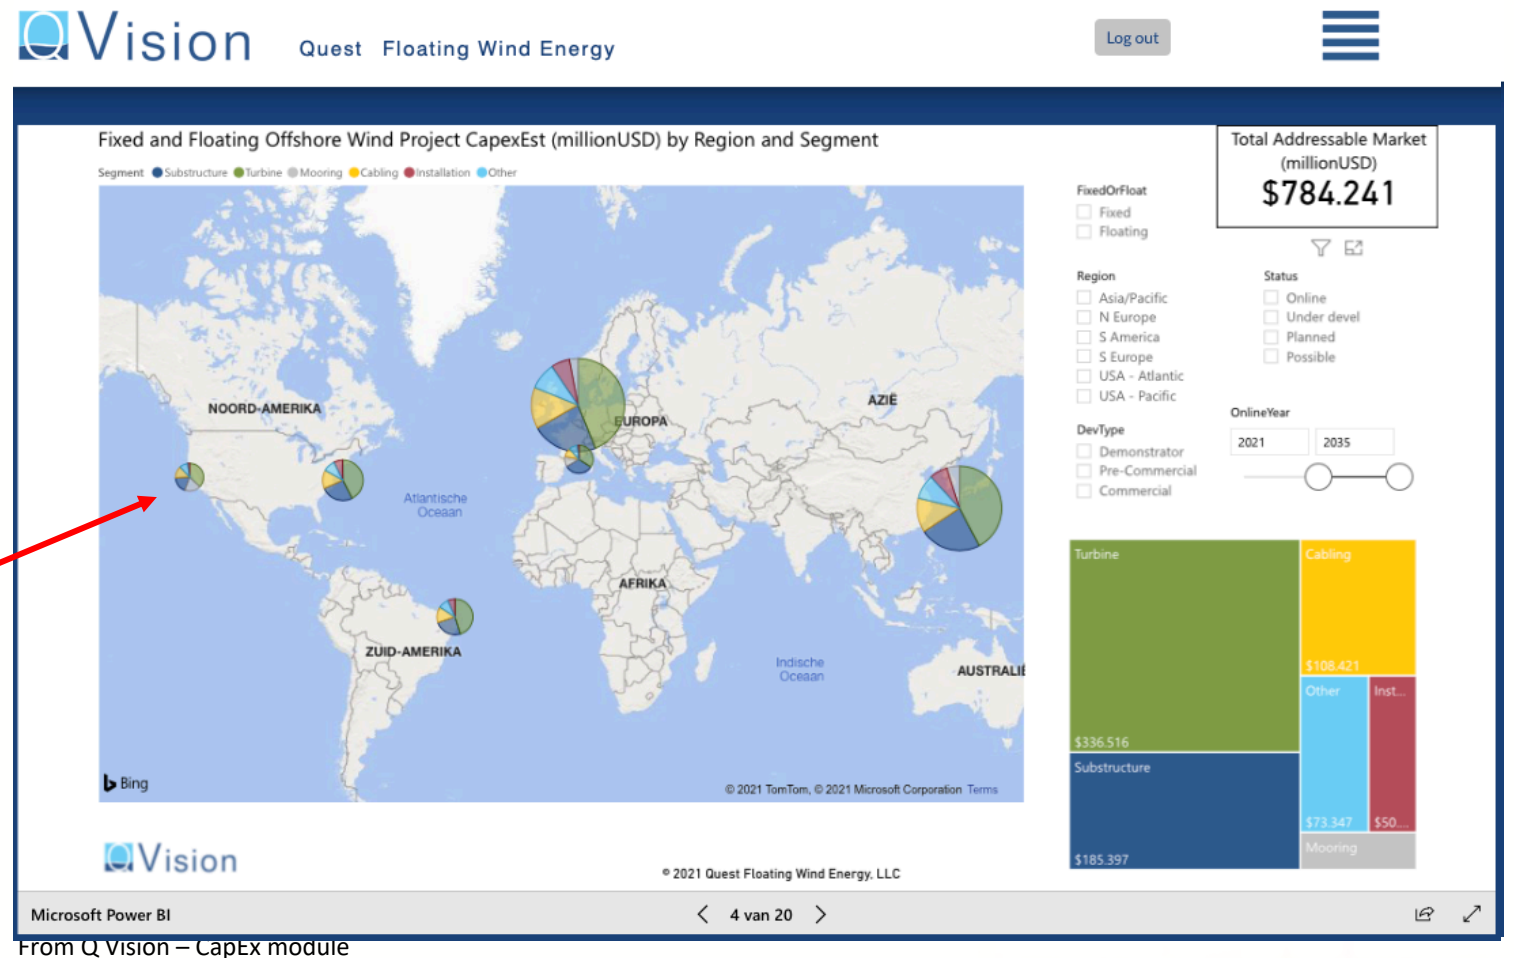 QVision
Quest Floating Wind Energy
Log out
Fixed and Floating Offshore Wind Project CapexEst (millionUSD) by Region and Segment
Segment Substructure Turbine Mooring Cabling Installation Other
NOORD-AMERIKA
Atlantische
Oceaan
EUROPA
AZIË
AFRIKA
ZUID-AMERIKA
Indische
Oceaan
AUSTRALIË
Bing
© 2021 TomTom, © 2021 Microsoft Corporation Terms
Total Addressable Market
(millionUSD)
$784.241
FixedOrFloat
Fixed
Floating
Region
Asia/Pacific
N Europe
S America
S Europe
USA - Atlantic
USA - Pacific
Status
Online
Under devel
Planned
Possible
DevType
Demonstrator
Pre-Commercial
Commercial
OnlineYear
2021 2035
Turbine
$336.516
Substructure
$185.397
Cabling
$108.421
Other
$73.347
Inst...
$50....
Mooring
QVision
© 2021 Quest Floating Wind Energy, LLC
Microsoft Power BI
4 van 20
From Q Vision – CapEx module